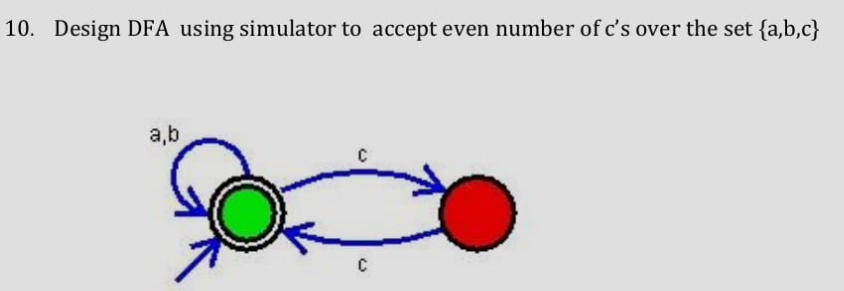 10. Design DFA using simulator to accept even number of c's over the set {a,b,c}
a,b
c
c